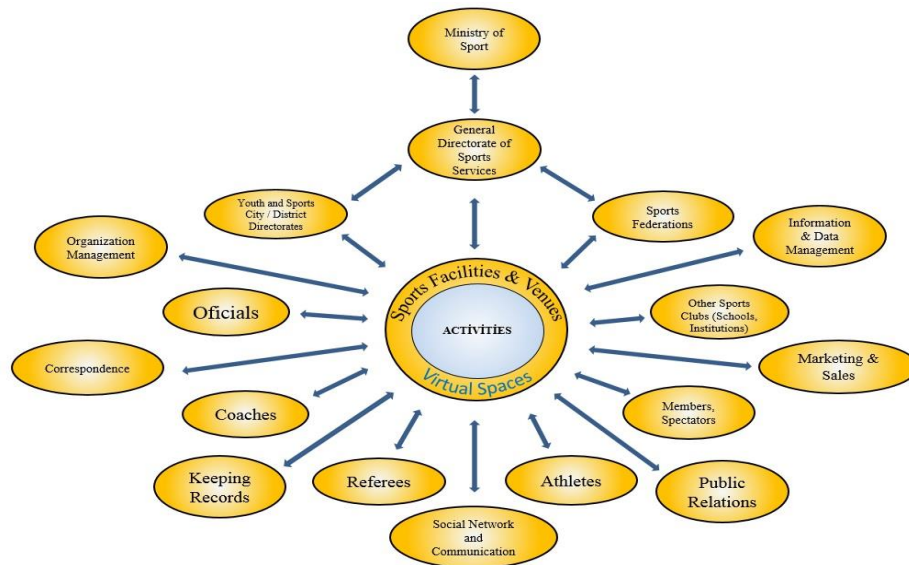 Ministry of
Sport
General
Directorate of
Sports
Services
Youth and Sports
City / District
Directorates
Sports
Federations
Information
& Data
Management
Organization
Management
Sports Facilities & Venues
ACTIVİTİES
Virtual Spaces
Oficials
Other Sports
Clubs (Schools,
Institutions)
Correspondence
Marketing &
Sales
Coaches
Members,
Spectators
Keeping
Records
Referees
Athletes
Public
Relations
Social Network
and
Communication